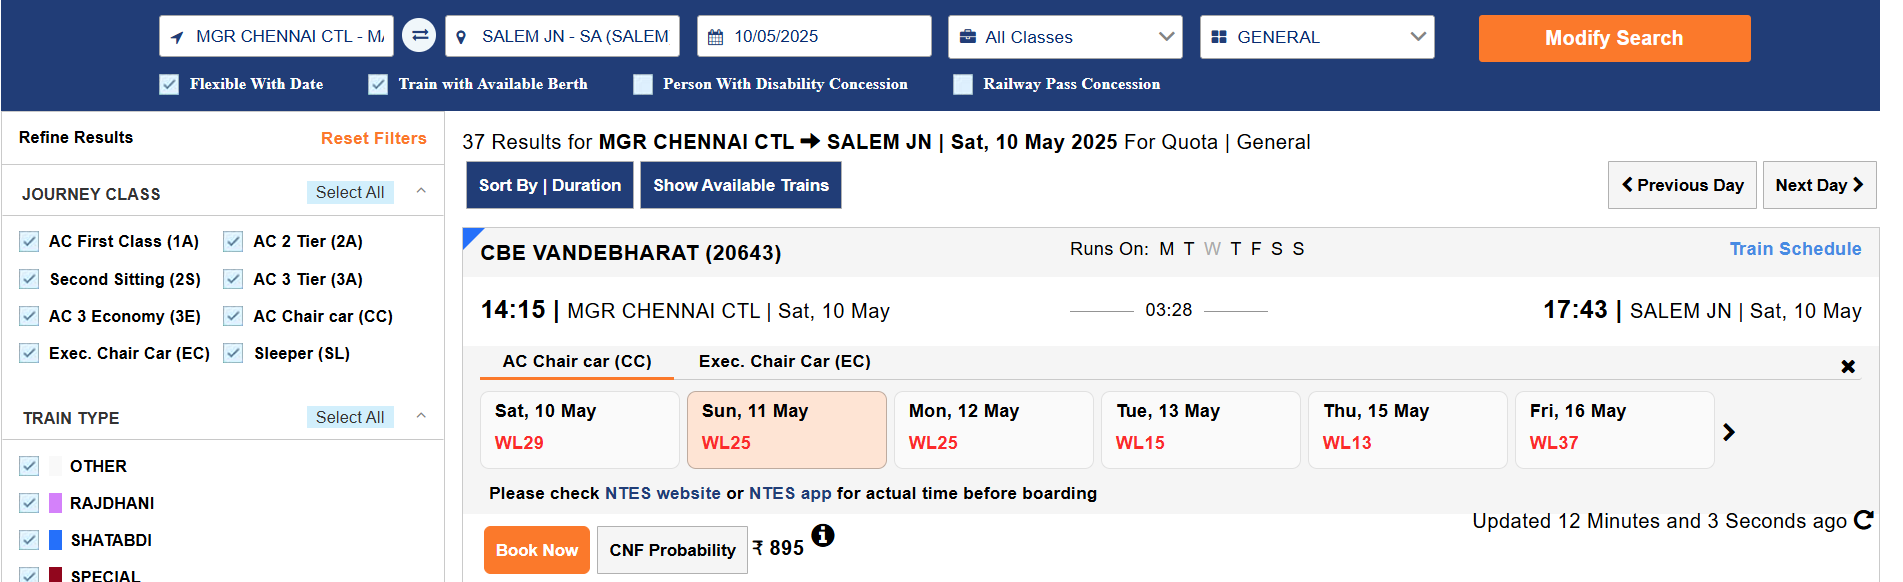 MGR CHENNAI CTL - MA
SALEM JN - SA (SALEM
10/05/2025
All Classes
GENERAL
Modify Search
Flexible With Date
Train with Available Berth
Person With Disability Concession
Railway Pass Concession
Refine Results
Reset Filters
JOURNEY CLASS
Select All
AC First Class (1A)
AC 2 Tier (2A)
Second Sitting (2S)
AC 3 Tier (3A)
AC 3 Economy (3E)
AC Chair car (CC)
Exec. Chair Car (EC)
Sleeper (SL)
TRAIN TYPE
Select All
OTHER
RAJDHANI
SHATABDI
SPECIAL
37 Results for MGR CHENNAI CTL → SALEM JN | Sat, 10 May 2025 For Quota | General
Sort By | Duration
Show Available Trains
Previous Day
Next Day
CBE VANDEBHARAT (20643)
Runs On: M T W T F S S
Train Schedule
14:15 | MGR CHENNAI CTL | Sat, 10 May
03:28
17:43 | SALEM JN | Sat, 10 May
AC Chair car (CC)
Exec. Chair Car (EC)
Sat, 10 May
WL29
Sun, 11 May
WL25
Mon, 12 May
WL25
Tue, 13 May
WL15
Thu, 15 May
WL13
Fri, 16 May
WL37
Please check NTES website or NTES app for actual time before boarding
Updated 12 Minutes and 3 Seconds ago
Book Now
CNF Probability
₹ 895